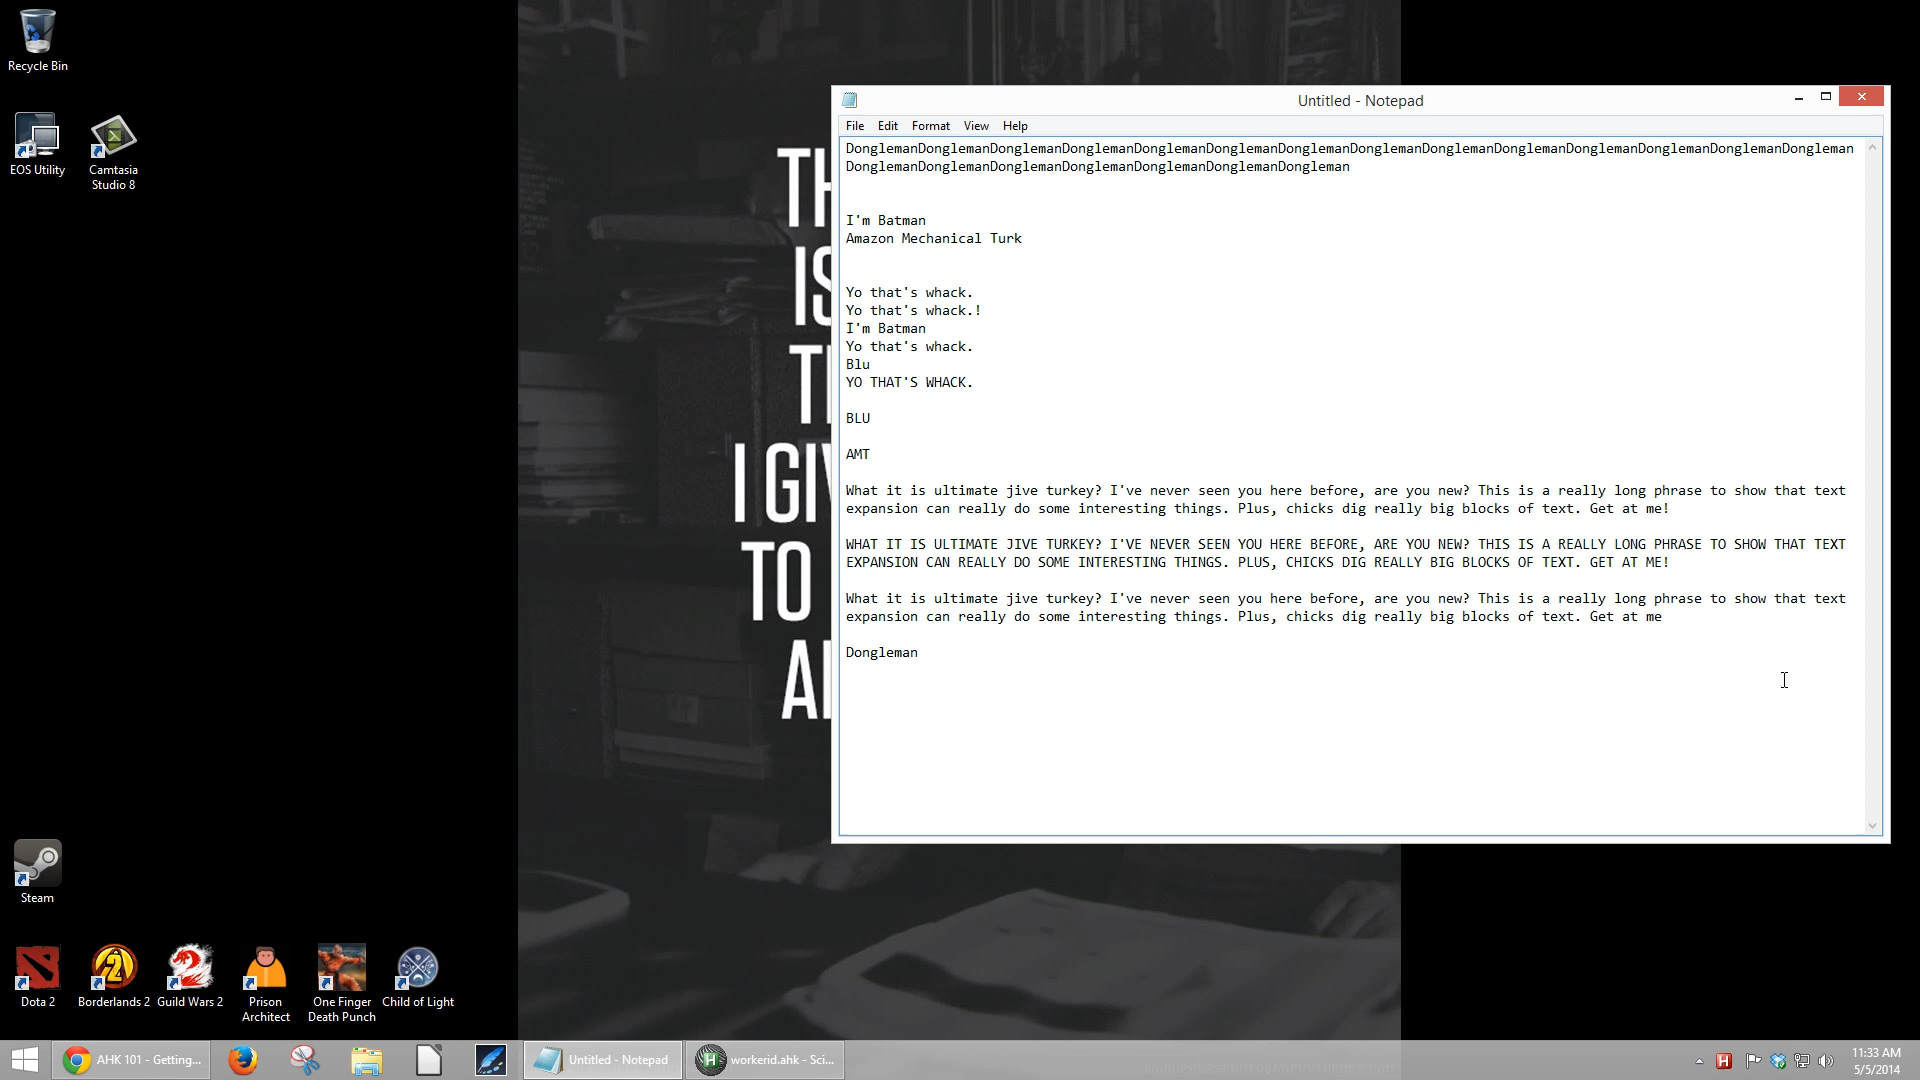 Recycle Bin
EOS Utility
Camtasia
Studio 8
Steam
Dota 2
Borderlands 2
Guild Wars 2
Prison
Architect
One Finger
Death Punch
Child of Light
IS
I GIV
TO
Untitled - Notepad
File Edit Format View Help
DonglemanDonglemanDonglemanDonglemanDonglemanDonglemanDonglemanDonglemanDonglemanDonglemanDonglemanDonglemanDonglemanDongleman
DonglemanDonglemanDonglemanDonglemanDonglemanDonglemanDongleman
I'm Batman
Amazon Mechanical Turk
Yo that's whack.
Yo that's whack.!
I'm Batman
Yo that's whack.
Blu
YO THAT'S WHACK.
BLU
AMT
What it is ultimate jive turkey? I've never seen you here before, are you new? This is a really long phrase to show that text
expansion can really do some interesting things. Plus, chicks dig really big blocks of text. Get at me!
WHAT IT IS ULTIMATE JIVE TURKEY? I'VE NEVER SEEN YOU HERE BEFORE, ARE YOU NEW? THIS IS A REALLY LONG PHRASE TO SHOW THAT TEXT
EXPANSION CAN REALLY DO SOME INTERESTING THINGS. PLUS, CHICKS DIG REALLY BIG BLOCKS OF TEXT. GET AT ME!
What it is ultimate jive turkey? I've never seen you here before, are you new? This is a really long phrase to show that text
expansion can really do some interesting things. Plus, chicks dig really big blocks of text. Get at me
Dongleman
AHK 101 - Getting...
Untitled - Notepad
workerid.ahk - Sci...
11:33 AM
5/5/2014